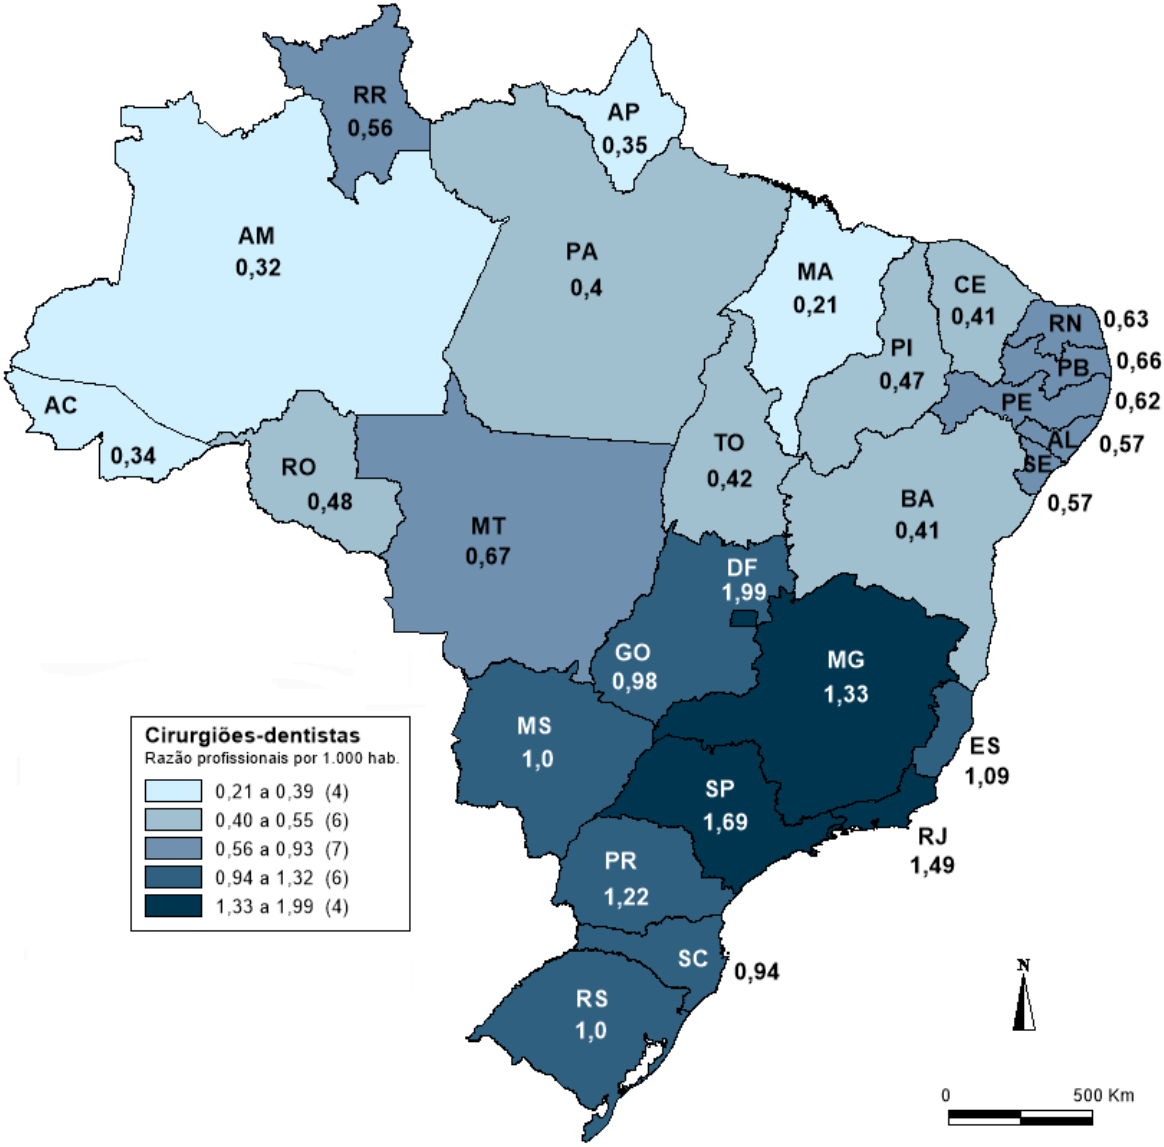 RR
0,56
AP
0,35
AM
0,32
PA
0,4
MA
0,21
CE
0,41
RN
0,63
PI
0,47
PB
0,66
PE
0,62
AC
0,34
AL
0,57
SE
0,57
RO
0,48
TO
0,42
BA
0,41
MT
0,67
DF
1,99
GO
0,98
MG
1,33
MS
1,0
ES
1,09
SP
1,69
RJ
1,49
PR
1,22
SC
0,94
RS
1,0
Cirurgiões-dentistas
Razão profissionais por 1.000 hab.
0,21 a 0,39 (4)
0,40 a 0,55 (6)
0,56 a 0,93 (7)
0,94 a 1,32 (6)
1,33 a 1,99 (4)
N
0 500 Km